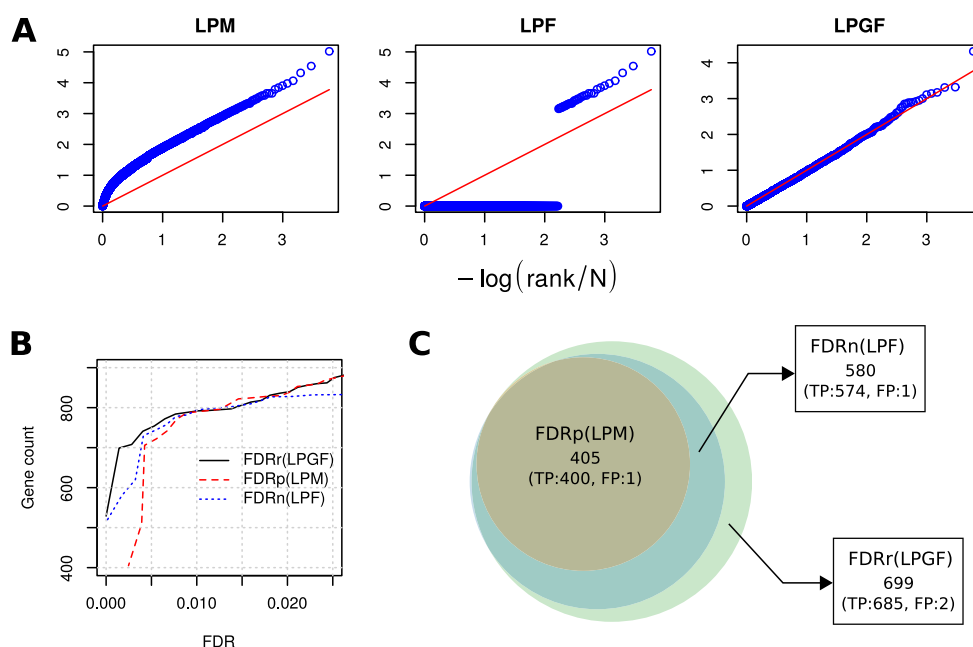 A
LPM
LPF
LPGF
5
4
3
2
1
0
0 1 2 3
5
4
3
2
1
0
0 1 2 3
4
3
2
1
0
0 1 2 3
−log(rank/N)
B
Gene count
800
600
400
FDRr(LPGF)
FDRp(LPM)
FDRn(LPF)
0.000 0.010 0.020
FDR
C
FDRp(LPM)
405
(TP:400, FP:1)
FDRn(LPF)
580
(TP:574, FP:1)
FDRr(LPGF)
699
(TP:685, FP:2)